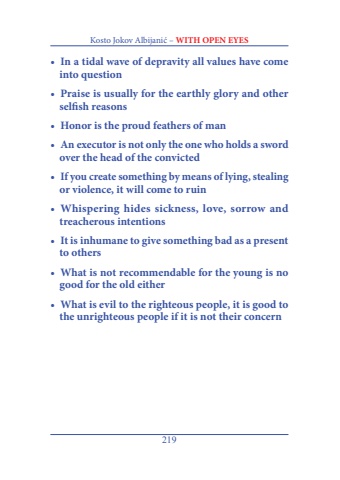 Kosto Jokov Albijanić – WITH OPEN EYES
• In a tidal wave of depravity all values have come
into question
• Praise is usually for the earthly glory and other
selfish reasons
• Honor is the proud feathers of man
• An executor is not only the one who holds a sword
over the head of the convicted
• If you create something by means of lying, stealing
or violence, it will come to ruin
• Whispering hides sickness, love, sorrow and
treacherous intentions
• It is inhumane to give something bad as a present
to others
• What is not recommendable for the young is no
good for the old either
• What is evil to the righteous people, it is good to
the unrighteous people if it is not their concern
219